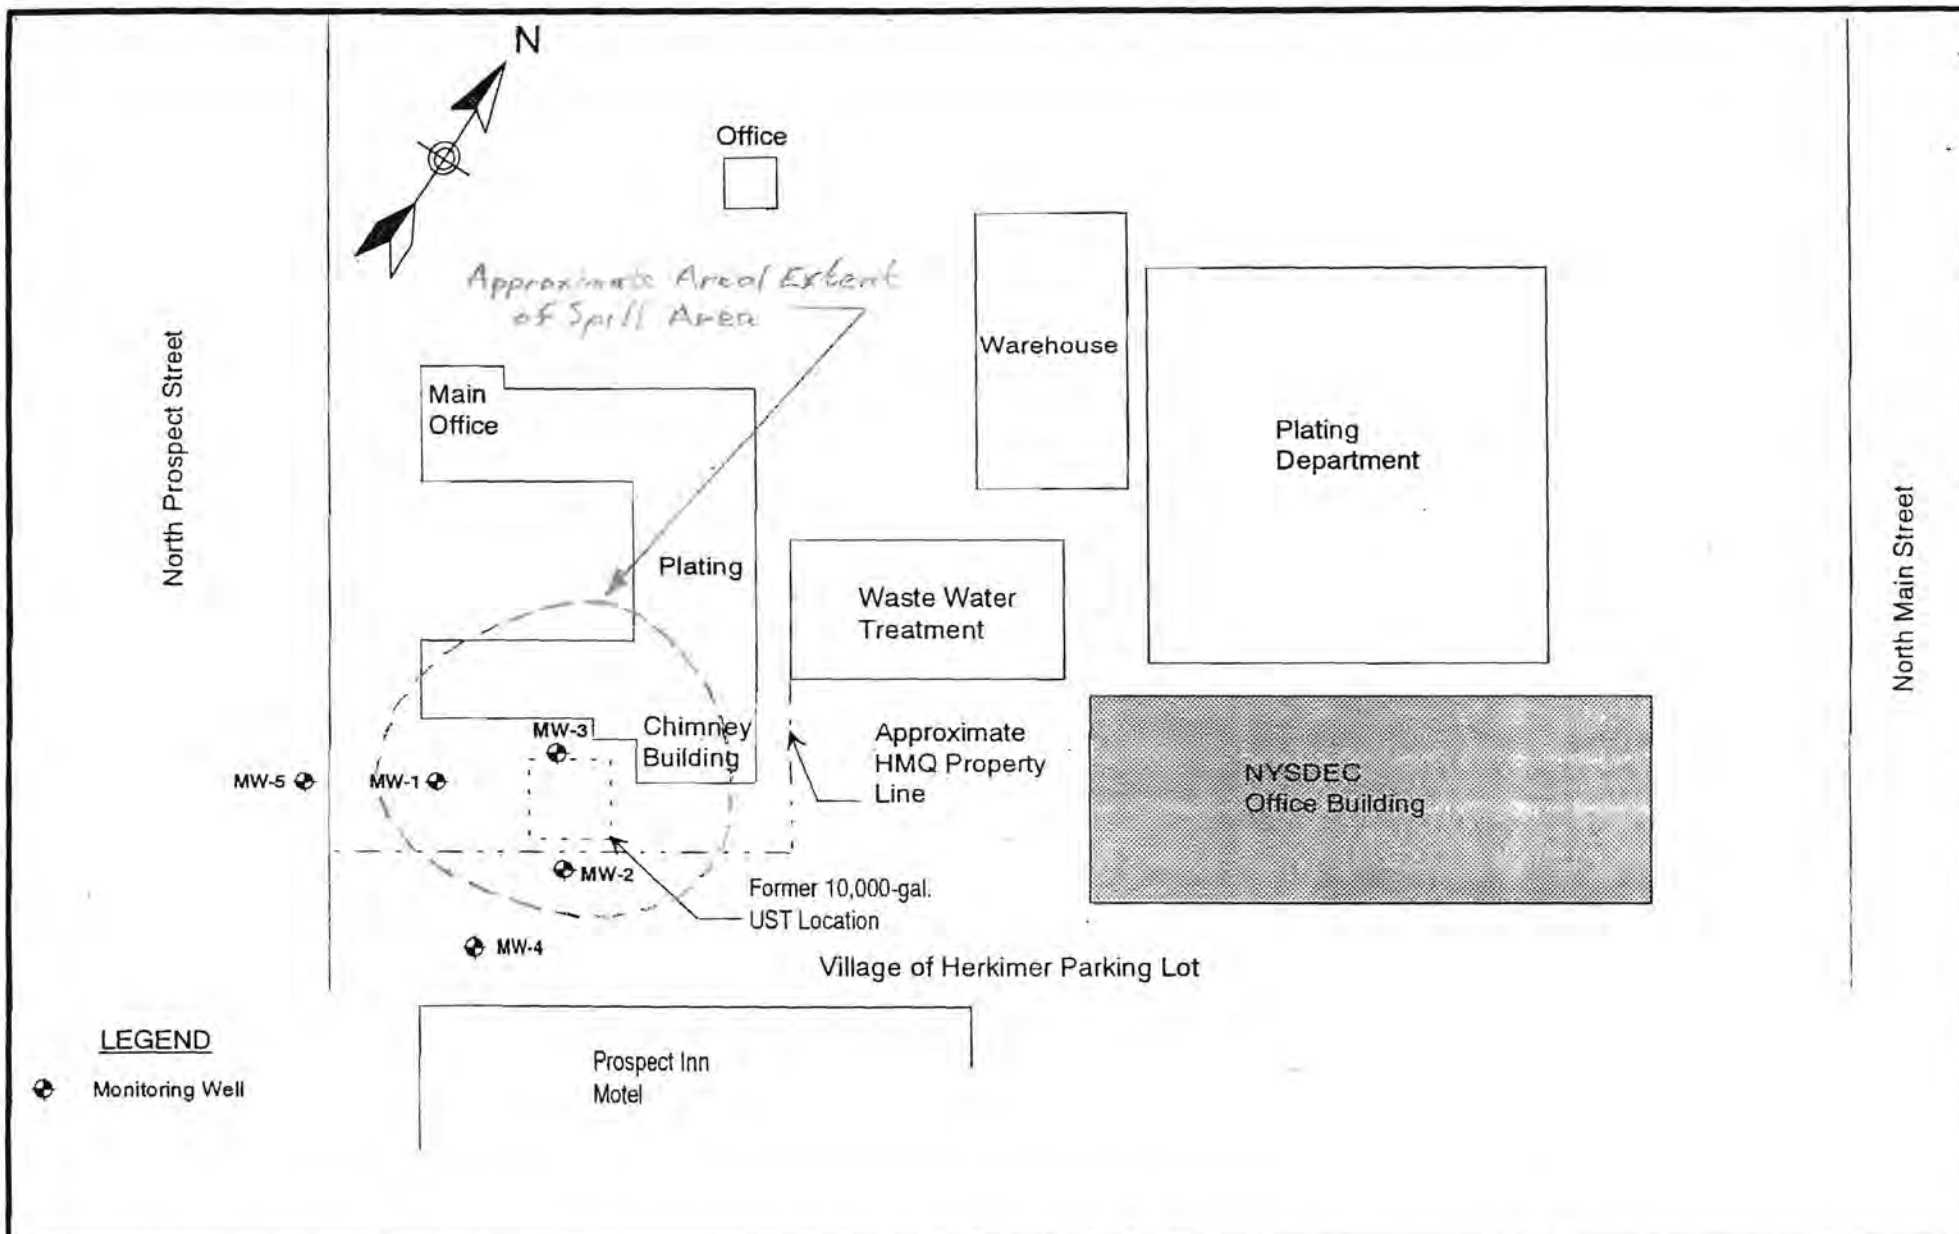 N
Office
Approximate Areal Extent
of Spill Area
Warehouse
North Prospect Street
Main
Office
Plating
Department
Plating
Waste Water
Treatment
North Main Street
Chimney
Building
MW-3
Approximate
HMQ Property
Line
NYSDEC
Office Building
MW-5
MW-1
MW-2
Former 10,000-gal.
UST Location
MW-4
Village of Herkimer Parking Lot
LEGEND
Monitoring Well
Prospect Inn
Motel